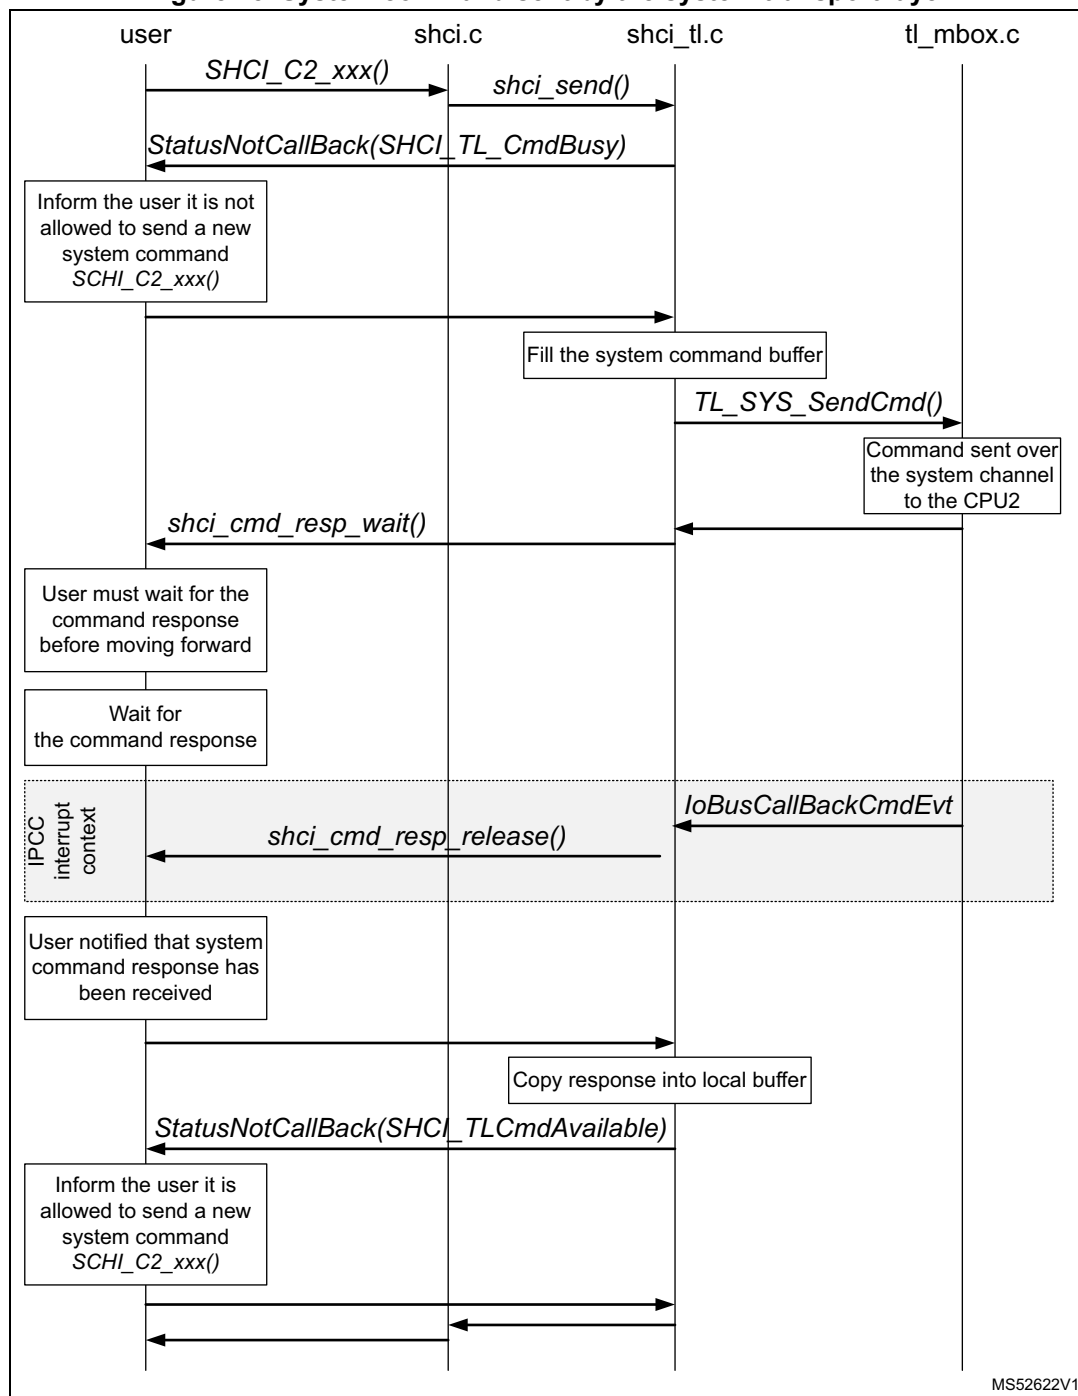 user shci.c shci_tl.c tl_mbox.c
SHCI_C2_xxx()
shci_send()
StatusNotCallBack(SHCI_TL_CmdBusy)
Inform the user it is not
allowed to send a new
system command
SCHI_C2_xxx()
Fill the system command buffer
TL_SYS_SendCmd()
Command sent over
the system channel
to the CPU2
shci_cmd_resp_wait()
User must wait for the
command response
before moving forward
Wait for
the command response
IPCC
interrupt
context
IoBusCallBackCmdEvt
shci_cmd_resp_release()
User notified that system
command response has
been received
Copy response into local buffer
StatusNotCallBack(SHCI_TLCmdAvailable)
Inform the user it is
allowed to send a new
system command
SCHI_C2_xxx()
MS52622V1